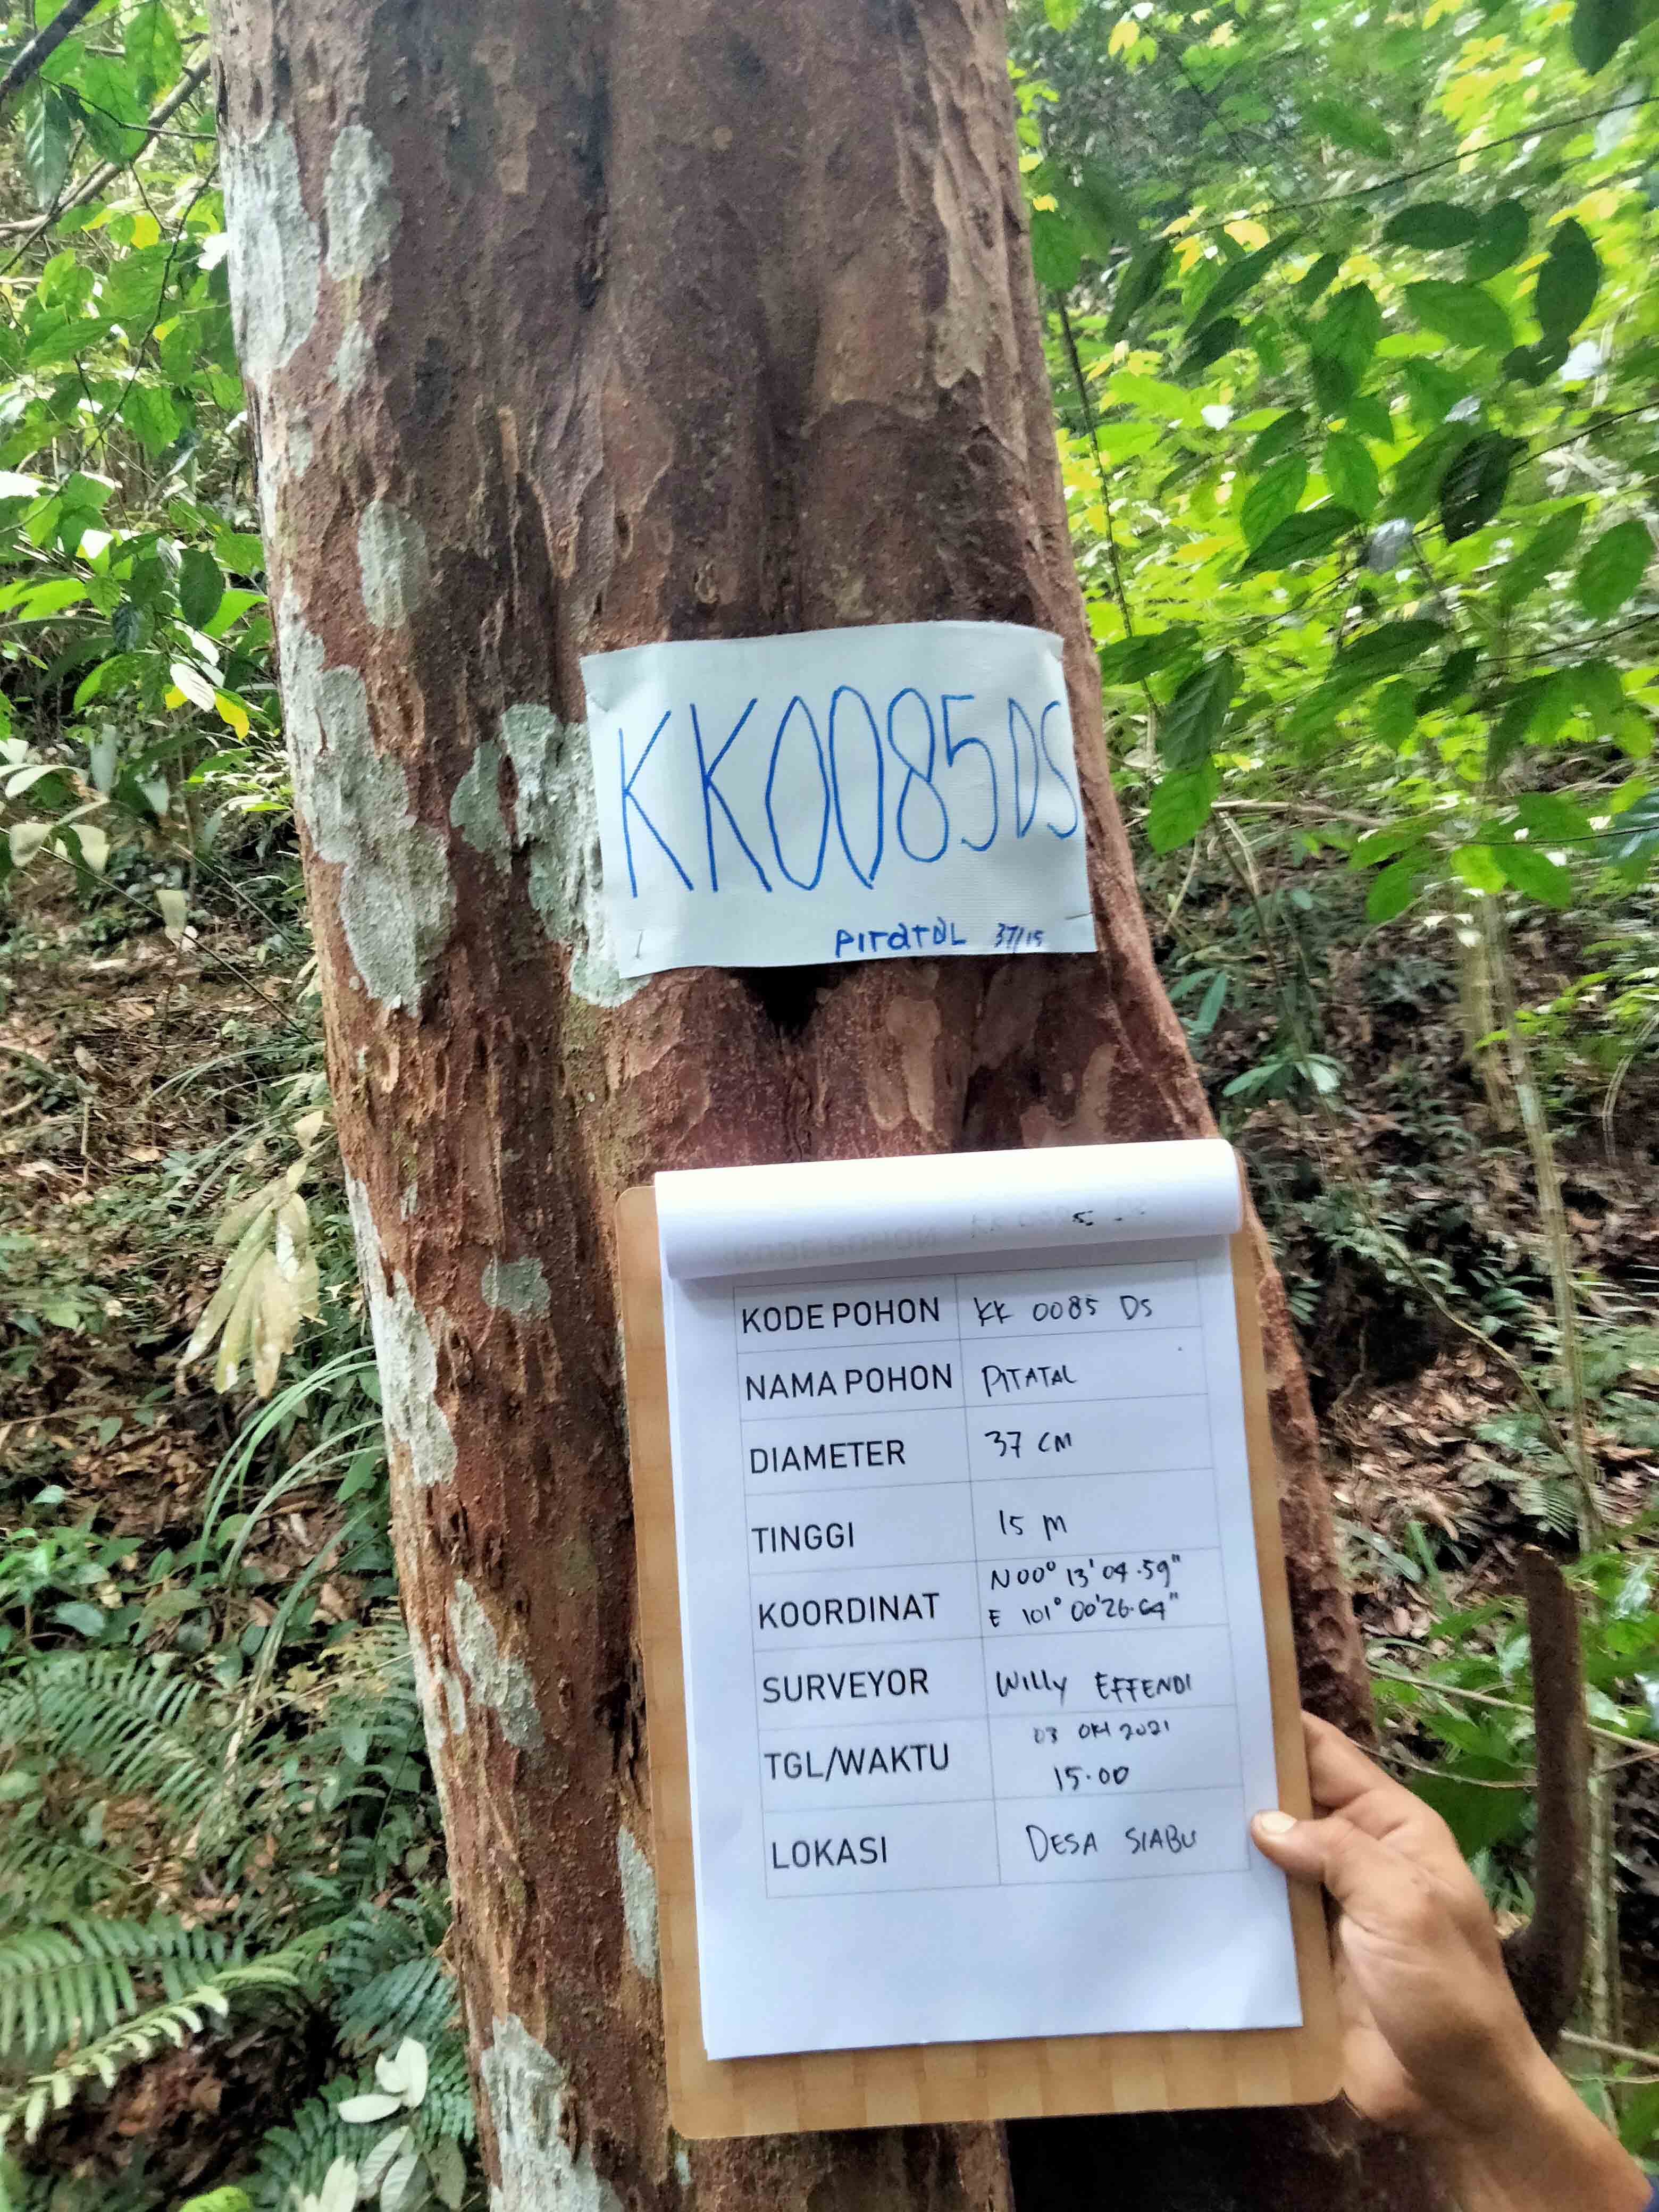 KK0085DS
PITATAL 37/15
KODE POHON KK 0085 DS
NAMA POHON PITATAL
DIAMETER 37 CM
TINGGI 15 M
KOORDINAT N 00° 13' 04.59"
E 101° 00' 26.64"
SURVEYOR Willy EFFENDI
TGL/WAKTU 03 OKt 2021
15.00
LOKASI DESA SIABU